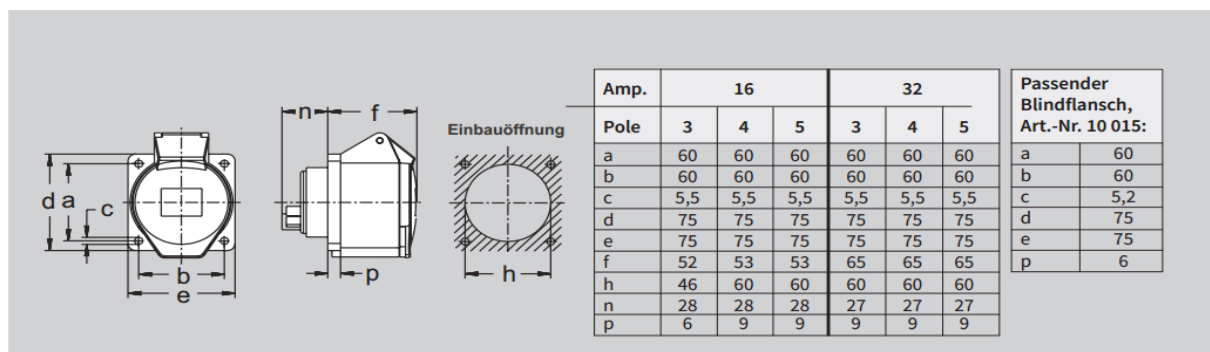 n f
d a c
b
e
p
Einbauöffnung
h
Amp. 16 32
Pole 3 4 5 3 4 5
a 60 60 60 60 60 60
b 60 60 60 60 60 60
c 5,5 5,5 5,5 5,5 5,5 5,5
d 75 75 75 75 75 75
e 75 75 75 75 75 75
f 52 53 53 65 65 65
h 46 60 60 60 60 60
n 28 28 28 27 27 27
p 6 9 9 9 9 9
Passender
Blindflansch,
Art.-Nr. 10 015:
a 60
b 60
c 5,2
d 75
e 75
p 6